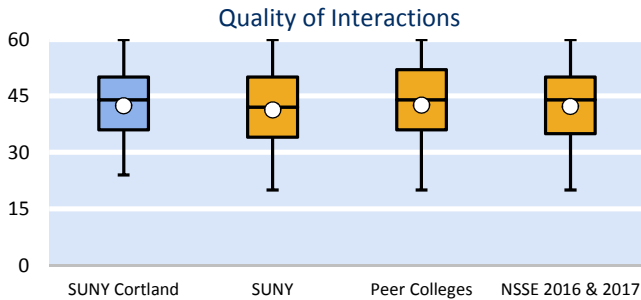 Quality of Interactions
60
45
30
15
0
SUNY Cortland SUNY Peer Colleges NSSE 2016 & 2017